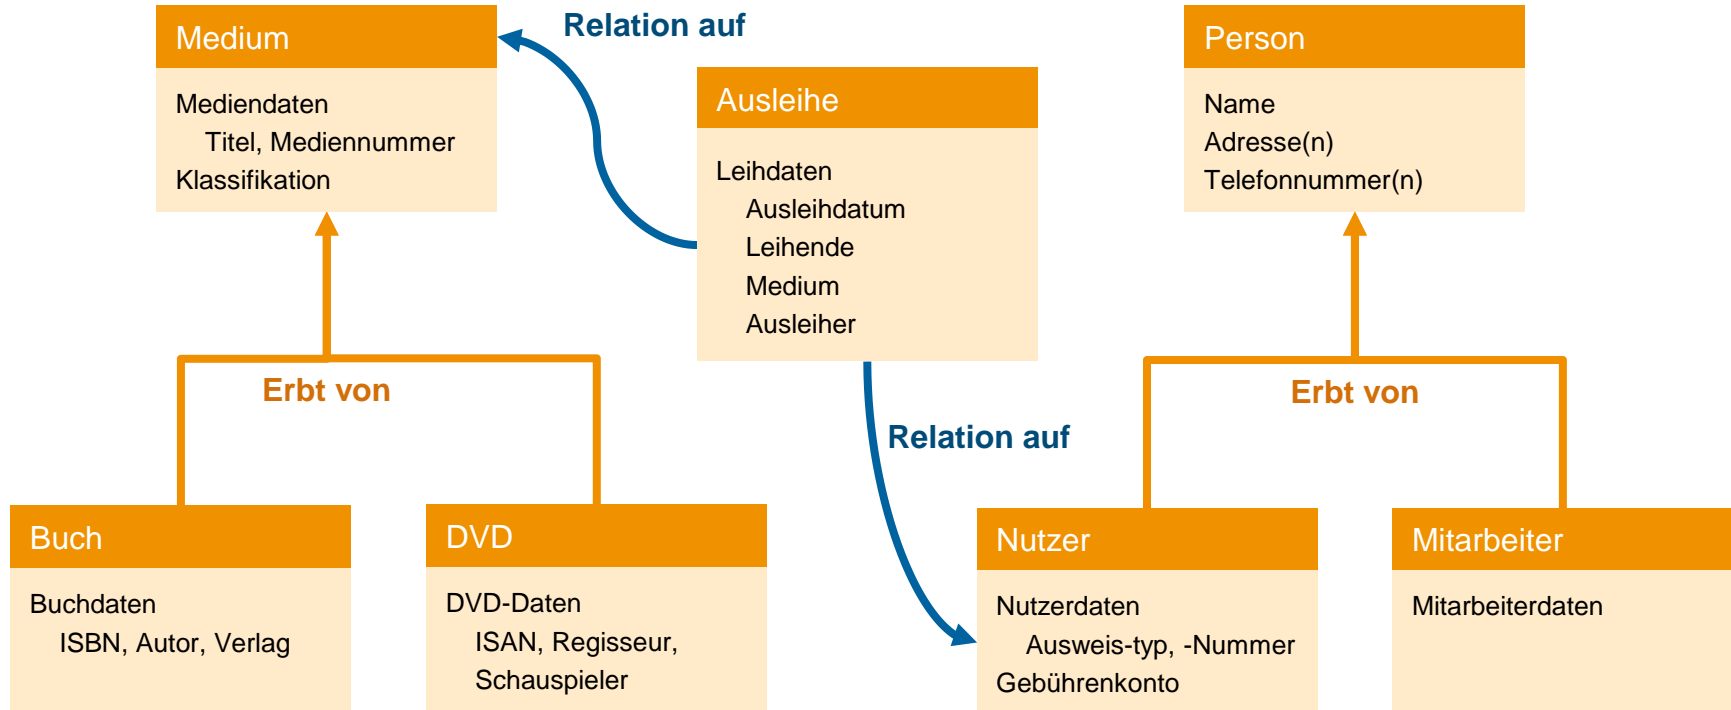 Medium
Mediendaten
Titel, Mediennummer
Klassifikation
Relation auf
Ausleihe
Leihdaten
Ausleihdatum
Leihende
Medium
Ausleiher
Person
Name
Adresse(n)
Telefonnummer(n)
Erbt von
Relation auf
Erbt von
Buch
Buchdaten
ISBN, Autor, Verlag
DVD
DVD-Daten
ISAN, Regisseur,
Schauspieler
Nutzer
Nutzerdaten
Ausweis-typ, -Nummer
Gebührenkonto
Mitarbeiter
Mitarbeiterdaten